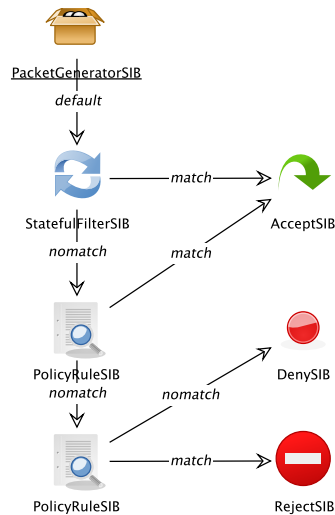 PacketGeneratorSIB
default
match
StatefulFilterSIB
AcceptSIB
nomatch
match
PolicyRuleSIB
DenySIB
nomatch
nomatch
match
PolicyRuleSIB
RejectSIB